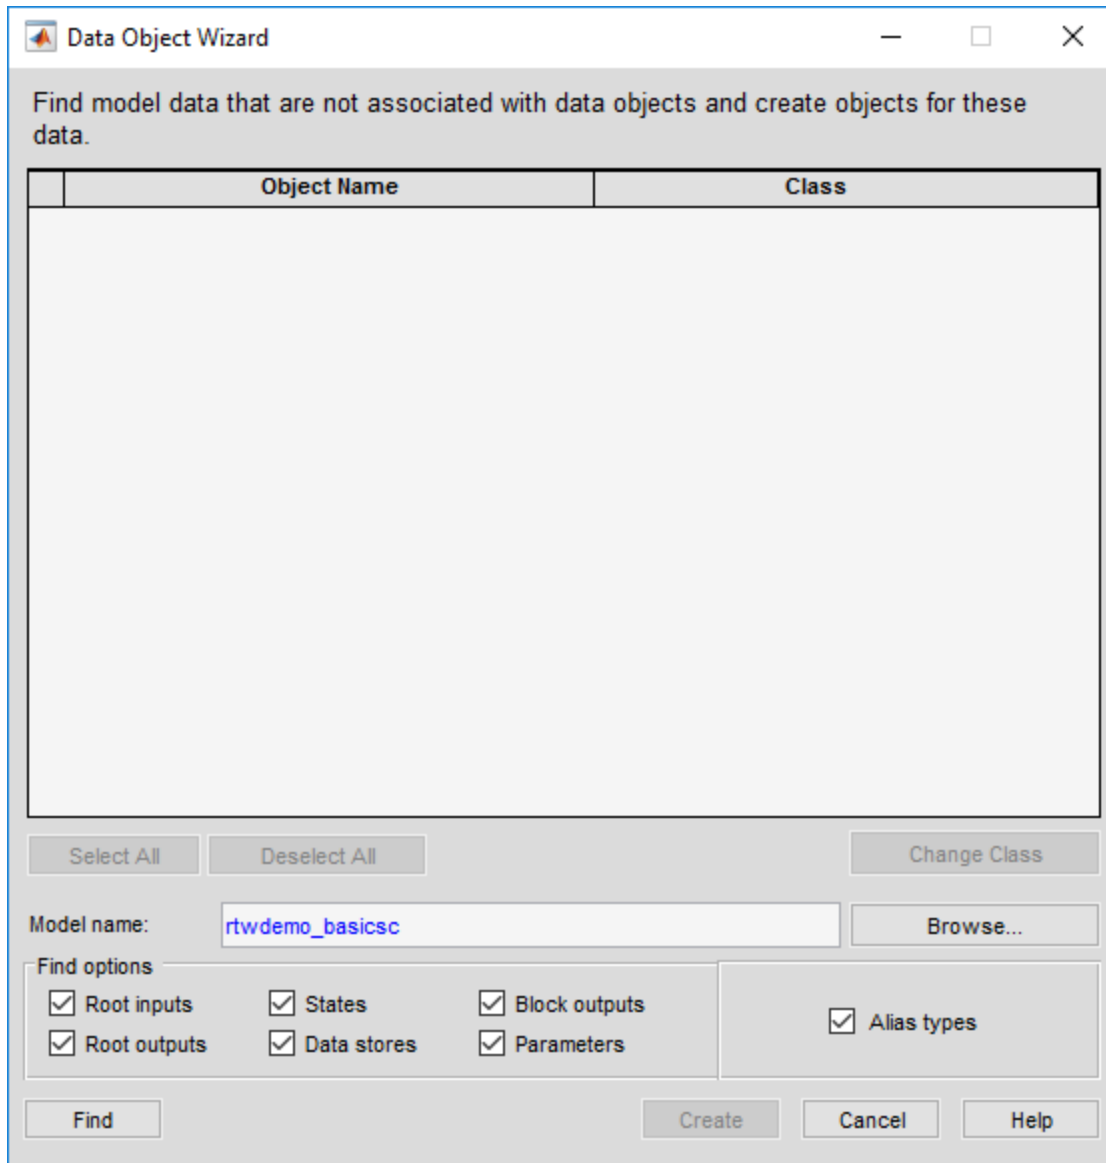 Data Object Wizard
Find model data that are not associated with data objects and create objects for these
data.
Object Name Class
Select All Deselect All Change Class
Model name: rtwdemo_basicsc Browse...
Find options
Root inputs States Block outputs
Alias types
Root outputs Data stores Parameters
Find Create Cancel Help